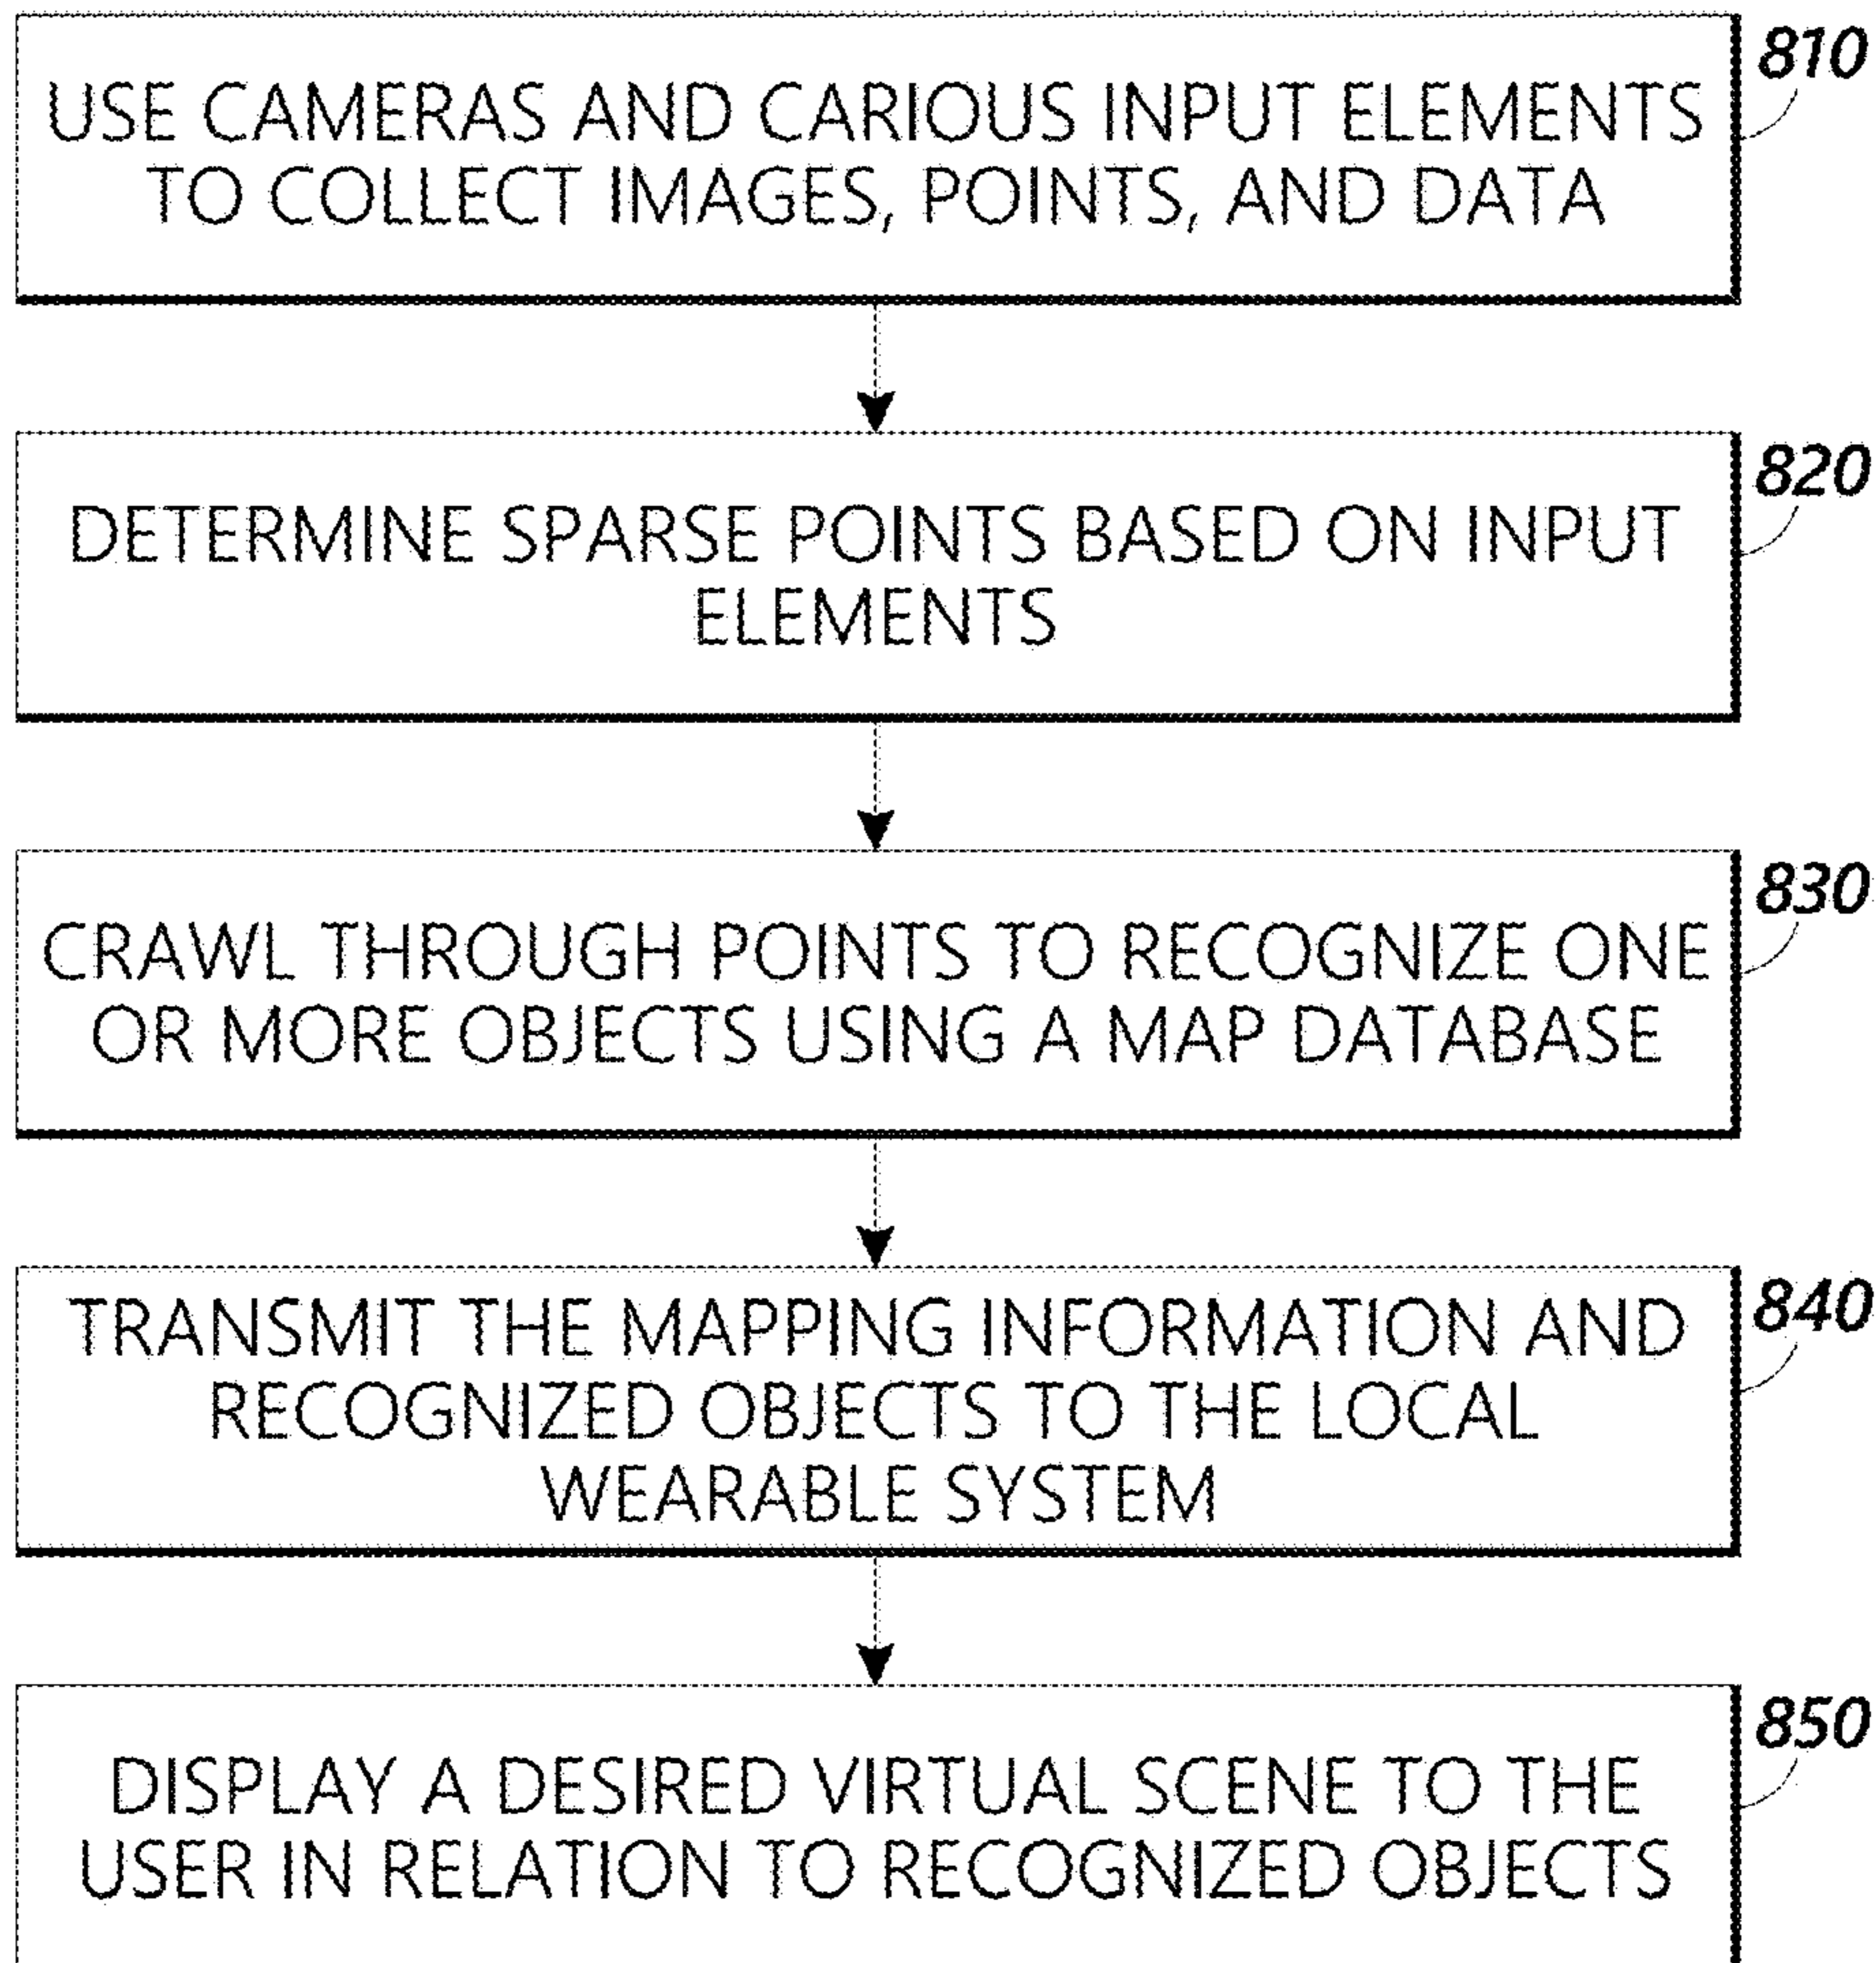 810
USE CAMERAS AND CARIOUS INPUT ELEMENTS
TO COLLECT IMAGES, POINTS, AND DATA
820
DETERMINE SPARSE POINTS BASED ON INPUT
ELEMENTS
830
CRAWL THROUGH POINTS TO RECOGNIZE ONE
OR MORE OBJECTS USING A MAP DATABASE
840
TRANSMIT THE MAPPING INFORMATION AND
RECOGNIZED OBJECTS TO THE LOCAL
WEARABLE SYSTEM
850
DISPLAY A DESIRED VIRTUAL SCENE TO THE
USER IN RELATION TO RECOGNIZED OBJECTS